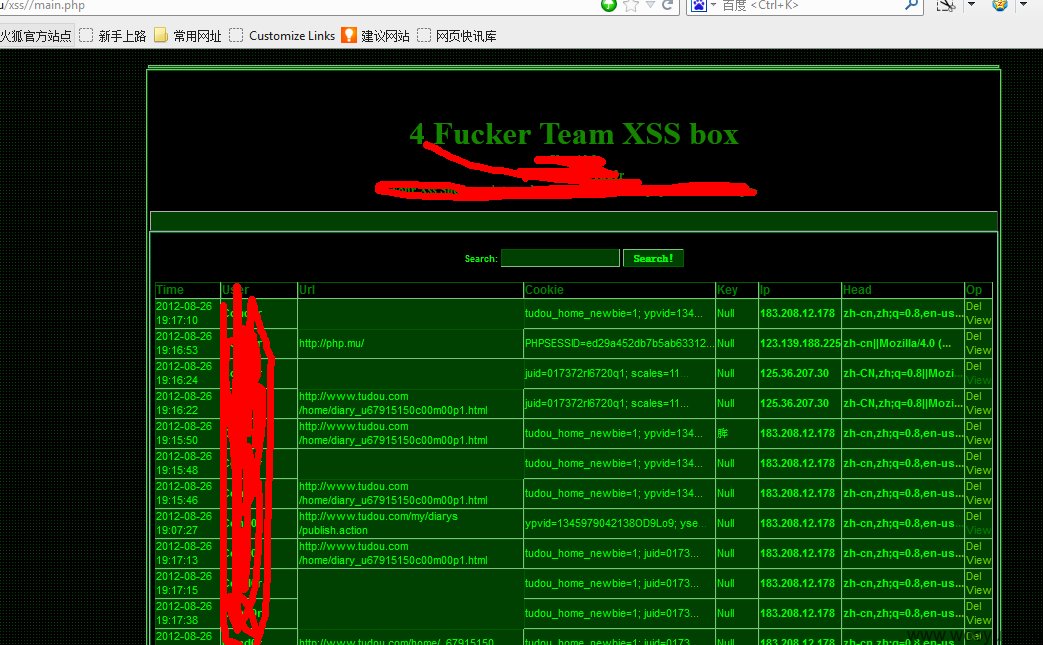 u/xss//main.php
百度 <Ctrl+K>
火狐官方站点 新手上路 常用网址 Customize Links 建议网站 网页快讯库
4 Fucker Team XSS box
Search: Search!
Time User Url Cookie Key Ip Head Op
2012-08-26 19:17:10 tudou_home_newbie=1; ypvid=134... Null 183.208.12.178 zh-cn,zh;q=0.8,en-us... Del View
2012-08-26 19:16:53 http://php.mu/ PHPSESSID=ed29a452db7b5ab63312... Null 123.139.188.225 zh-cn||Mozilla/4.0 (... Del View
2012-08-26 19:16:24 juid=017372rl6720q1; scales=11... Null 125.36.207.30 zh-CN,zh;q=0.8||Mozi... Del View
2012-08-26 19:16:22 http://www.tudou.com/home/diary_u67915150c00m00p1.html juid=017372rl6720q1; scales=11... Null 125.36.207.30 zh-CN,zh;q=0.8||Mozi... Del View
2012-08-26 19:15:50 http://www.tudou.com/home/diary_u67915150c00m00p1.html tudou_home_newbie=1; ypvid=134... 183.208.12.178 zh-cn,zh;q=0.8,en-us... Del View
2012-08-26 19:15:48 tudou_home_newbie=1; ypvid=134... Null 183.208.12.178 zh-cn,zh;q=0.8,en-us... Del View
2012-08-26 19:15:46 http://www.tudou.com/home/diary_u67915150c00m00p1.html tudou_home_newbie=1; ypvid=134... Null 183.208.12.178 zh-cn,zh;q=0.8,en-us... Del View
2012-08-26 19:07:27 http://www.tudou.com/my/diarys/publish.action ypvid=1345979042138OD9Lo9; yse... Null 183.208.12.178 zh-cn,zh;q=0.8,en-us... Del View
2012-08-26 19:17:13 http://www.tudou.com/home/diary_u67915150c00m00p1.html tudou_home_newbie=1; juid=0173... Null 183.208.12.178 zh-cn,zh;q=0.8,en-us... Del View
2012-08-26 19:17:15 tudou_home_newbie=1; juid=0173... Null 183.208.12.178 zh-cn,zh;q=0.8,en-us... Del View
2012-08-26 19:17:38 tudou_home_newbie=1; juid=0173... Null 183.208.12.178 zh-cn,zh;q=0.8,en-us... Del View
2012-08-26 http://www.tudou.com/home/_67915150 tudou_home_newbie=1; juid=0173... Null 183.208.12.178 zh-cn,zh;q=0.8,en-us... Del